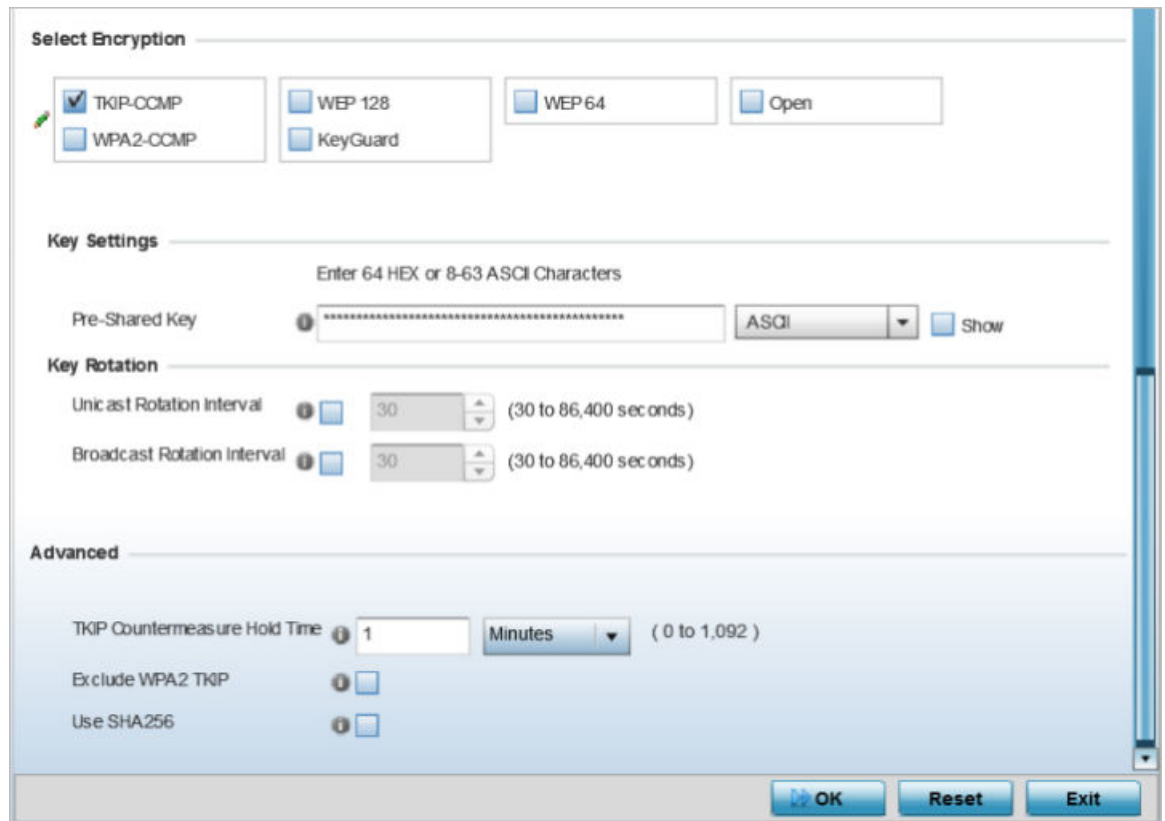 Select Encryption
TKIP-CCMP WEP 128 WEP 64 Open
WPA2-CCMP KeyGuard
Key Settings
Enter 64 HEX or 8-63 ASCII Characters
Pre-Shared Key ********************************************** ASCII Show
Key Rotation
Unicast Rotation Interval 30 (30 to 86,400 seconds)
Broadcast Rotation Interval 30 (30 to 86,400 seconds)
Advanced
TKIP Countermeasure Hold Time 1 Minutes ( 0 to 1,092 )
Exclude WPA2 TKIP
Use SHA256
OK Reset Exit